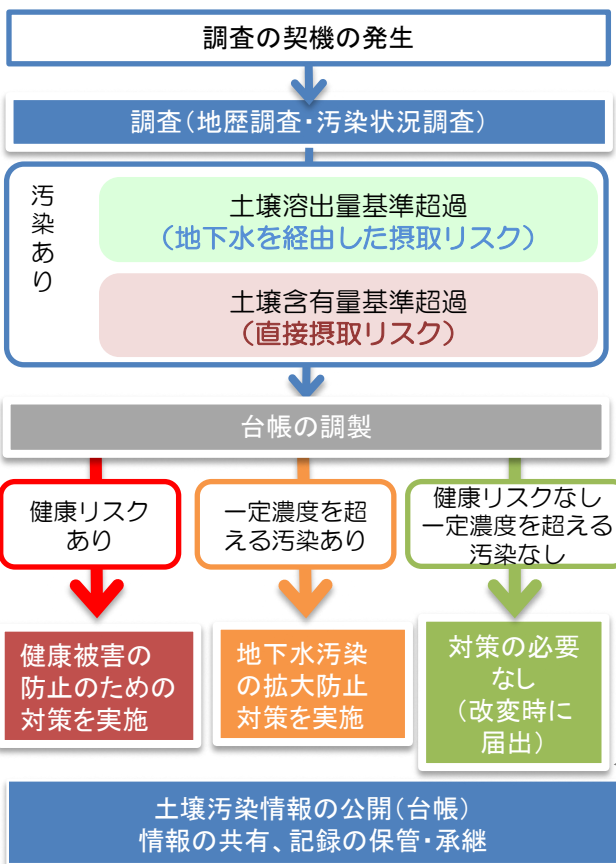 調査の契機の発生
調査(地歴調査・汚染状況調査)
汚染あり
土壌溶出量基準超過
(地下水を経由した摂取リスク)
土壌含有量基準超過
(直接摂取リスク)
台帳の調製
健康リスク
あり
一定濃度を超
える汚染あり
健康リスクなし
一定濃度を超える
汚染なし
健康被害の
防止のための
対策を実施
地下水汚染
の拡大防止
対策を実施
対策の必要
なし
(改変時に
届出)
土壌汚染情報の公開(台帳)
情報の共有、記録の保管・承継